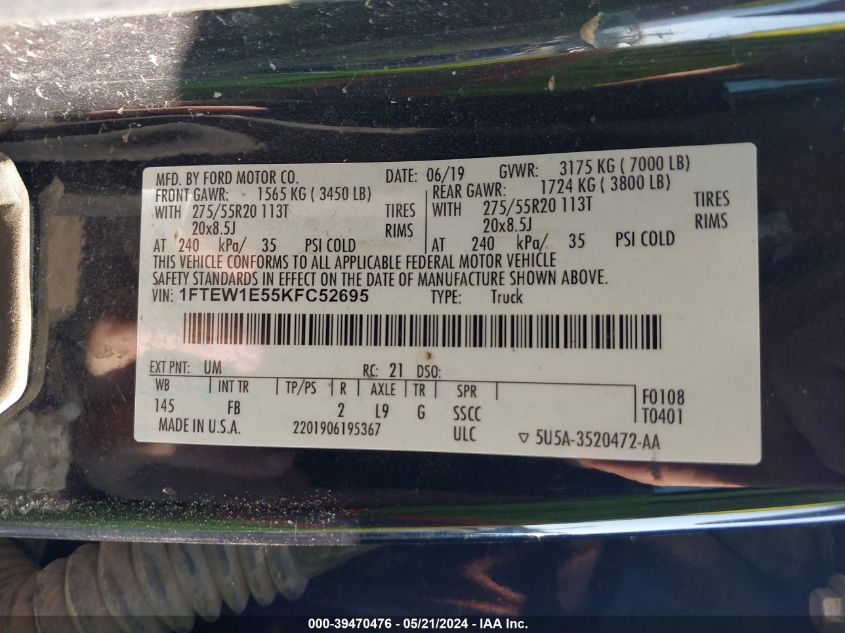 MFD. BY FORD MOTOR CO. DATE: 06/19 GVWR: 3175 KG ( 7000 LB)
FRONT GAWR: 1565 KG ( 3450 LB) REAR GAWR: 1724 KG ( 3800 LB)
WITH 275/55R20 113T TIRES WITH 275/55R20 113T TIRES
20x8.5J RIMS 20x8.5J RIMS
AT 240 kPa/ 35 PSI COLD AT 240 kPa/ 35 PSI COLD
THIS VEHICLE CONFORMS TO ALL APPLICABLE FEDERAL MOTOR VEHICLE
SAFETY STANDARDS IN EFFECT ON THE DATE OF MANUFACTURE SHOWN ABOVE.
VIN: 1FTEW1E55KFC52695 TYPE: Truck
EXT PNT: UM RC: 21 DSO:
WB INT TR TP/PS R AXLE TR SPR F0108
145 FB 2 L9 G SSCC T0401
MADE IN U.S.A. 2201906195367 ULC ▽ 5U5A-3520472-AA
000-39470476 - 05/21/2024 - IAA Inc.